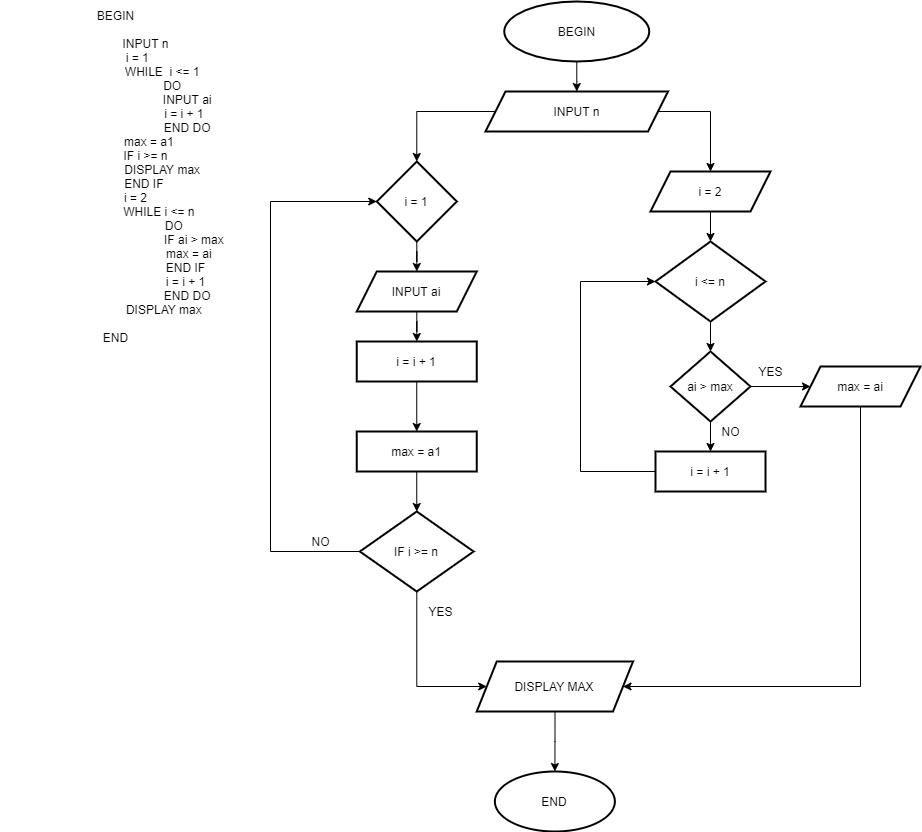 BEGIN
INPUT n
i = 1
WHILE i <= 1
DO
INPUT ai
i = i + 1
END DO
max = a1
IF i >= n
DISPLAY max
END IF
i = 2
WHILE i <= n
DO
IF ai > max
max = ai
END IF
i = i + 1
END DO
DISPLAY max
END
BEGIN
INPUT n
i = 1
INPUT ai
i = i + 1
max = a1
IF i >= n
NO
YES
i = 2
i <= n
ai > max
YES
max = ai
NO
i = i + 1
DISPLAY MAX
END